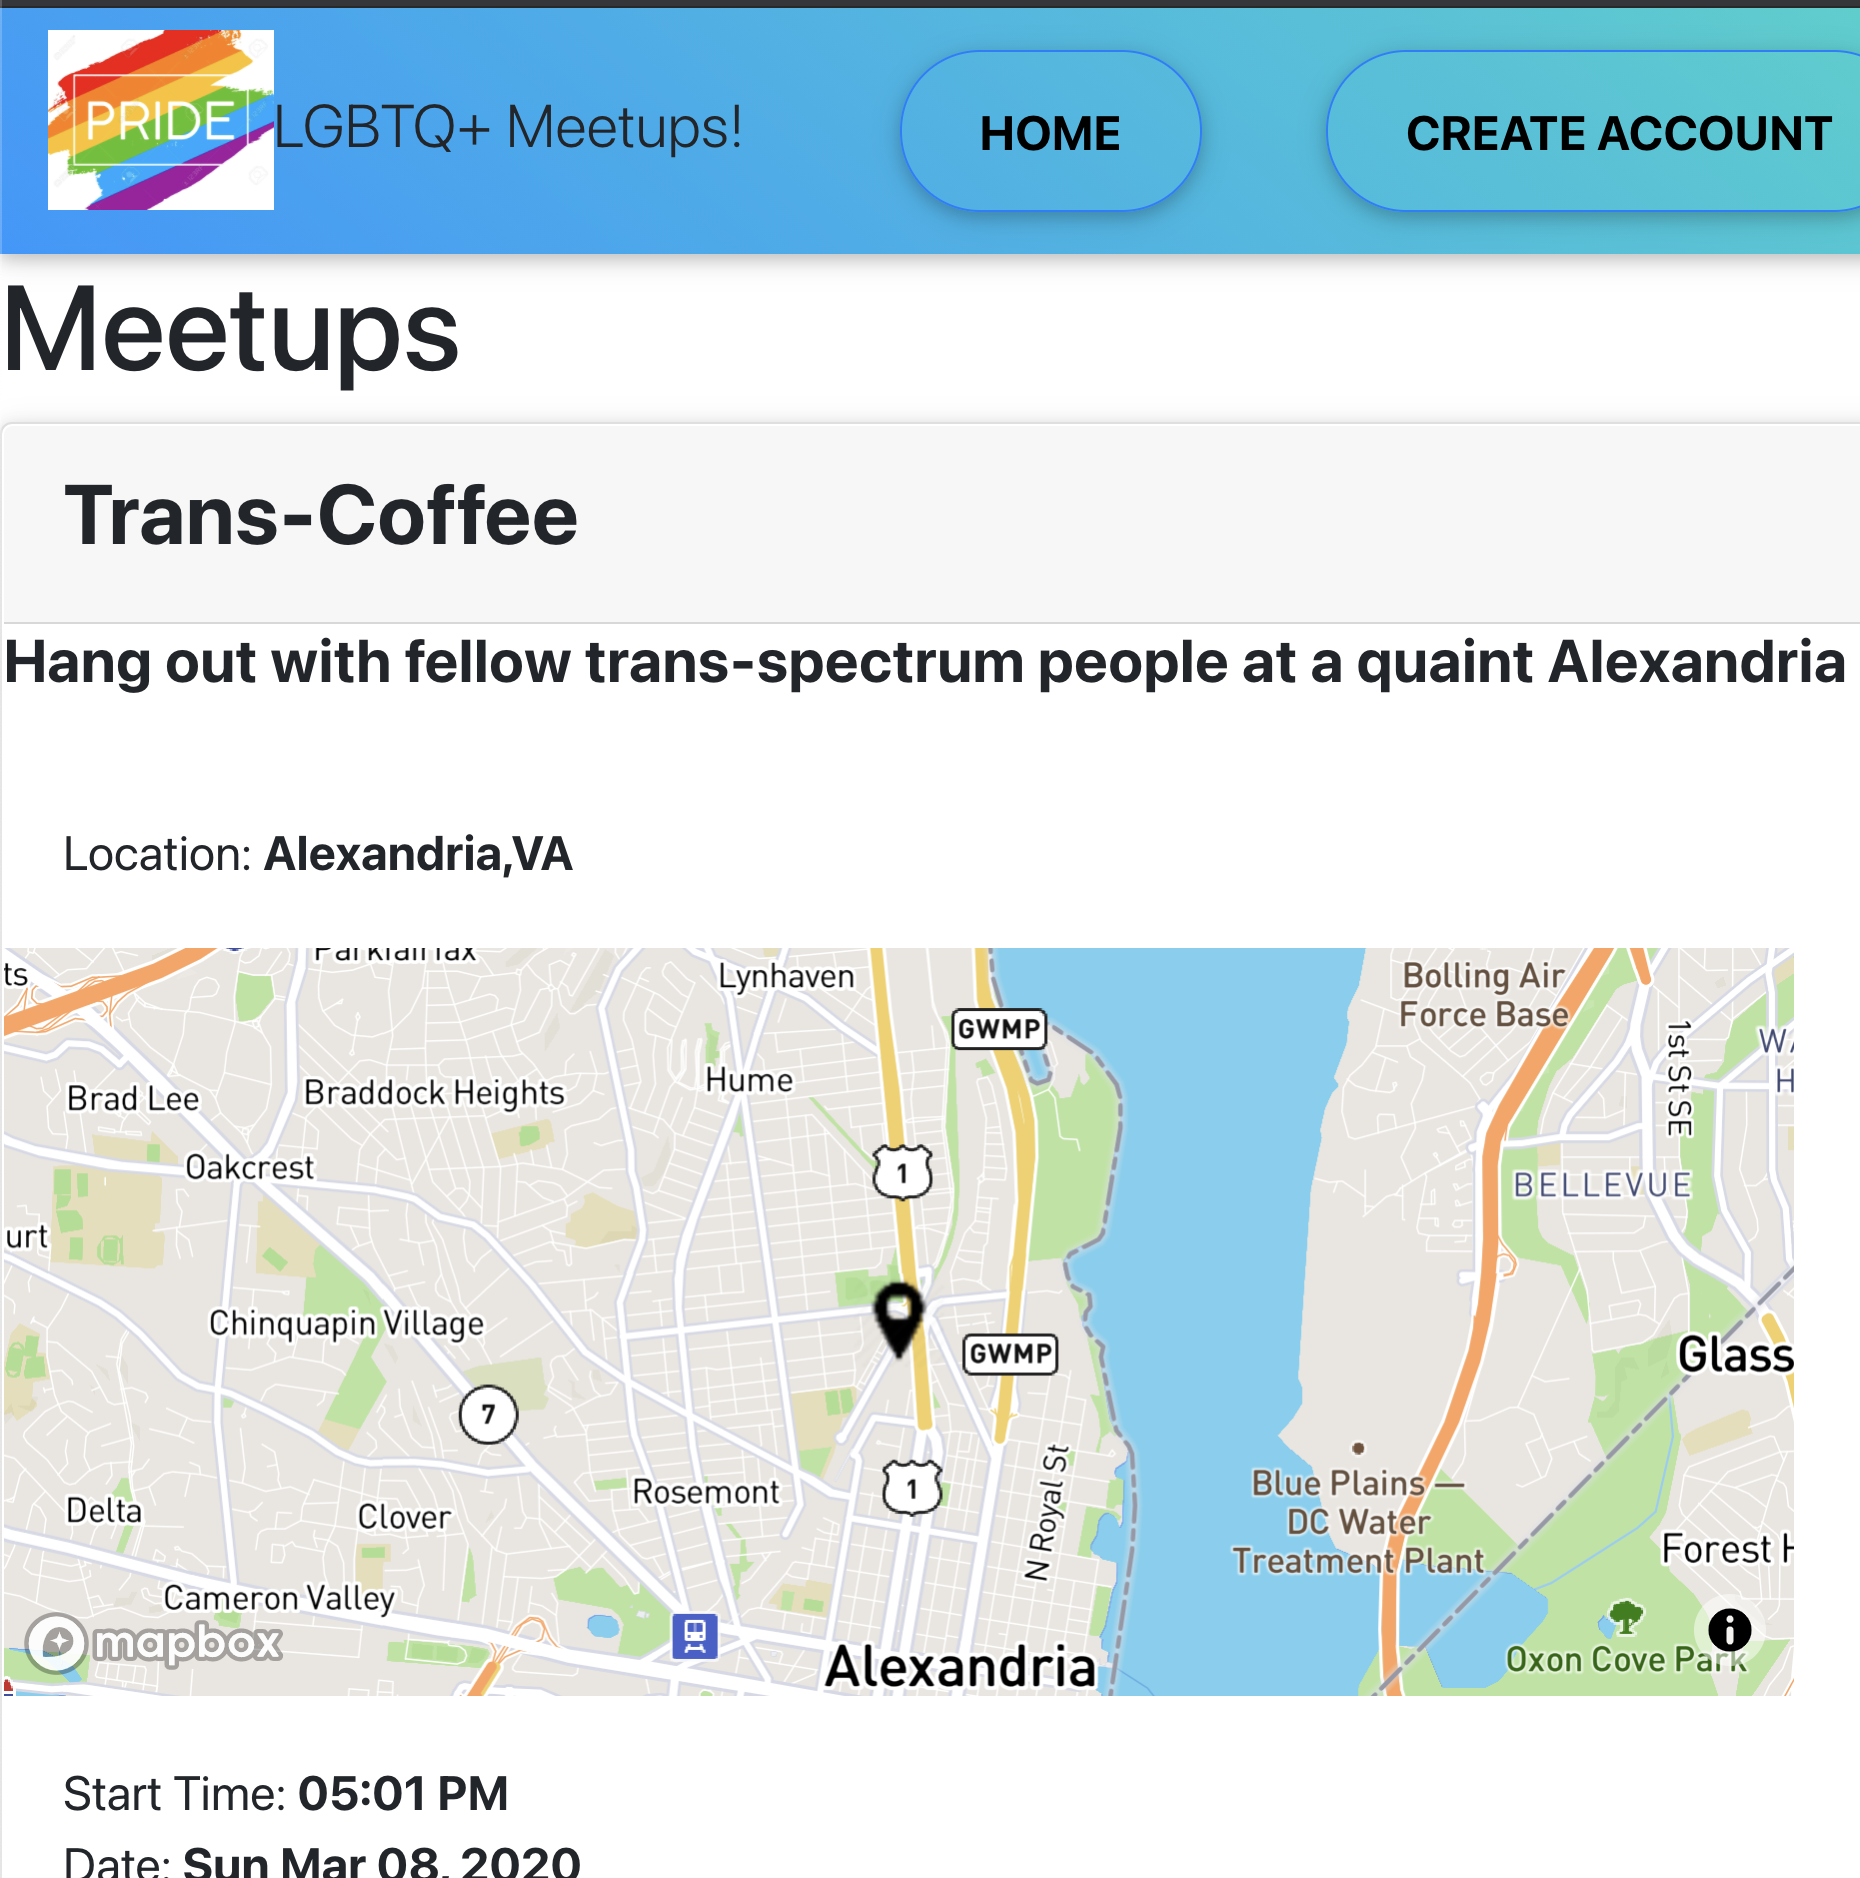 PRIDE
LGBTQ+ Meetups!
HOME
CREATE ACCOUNT
Meetups
Trans-Coffee
Hang out with fellow trans-spectrum people at a quaint Alexandria
Location: Alexandria,VA
Parkfairfax
Lynhaven
Bolling Air
Force Base
ts
GWMP
1st St SE
Brad Lee
Braddock Heights
Hume
Oakcrest
1
BELLEVUE
urt
Chinquapin Village
GWMP
Glass
7
Blue Plains —
DC Water
Treatment Plant
Rosemont
1
N Royal St
Delta
Clover
Forest
Cameron Valley
mapbox
Alexandria
Oxon Cove Park
Start Time: 05:01 PM
Date: Sun Mar 08, 2020